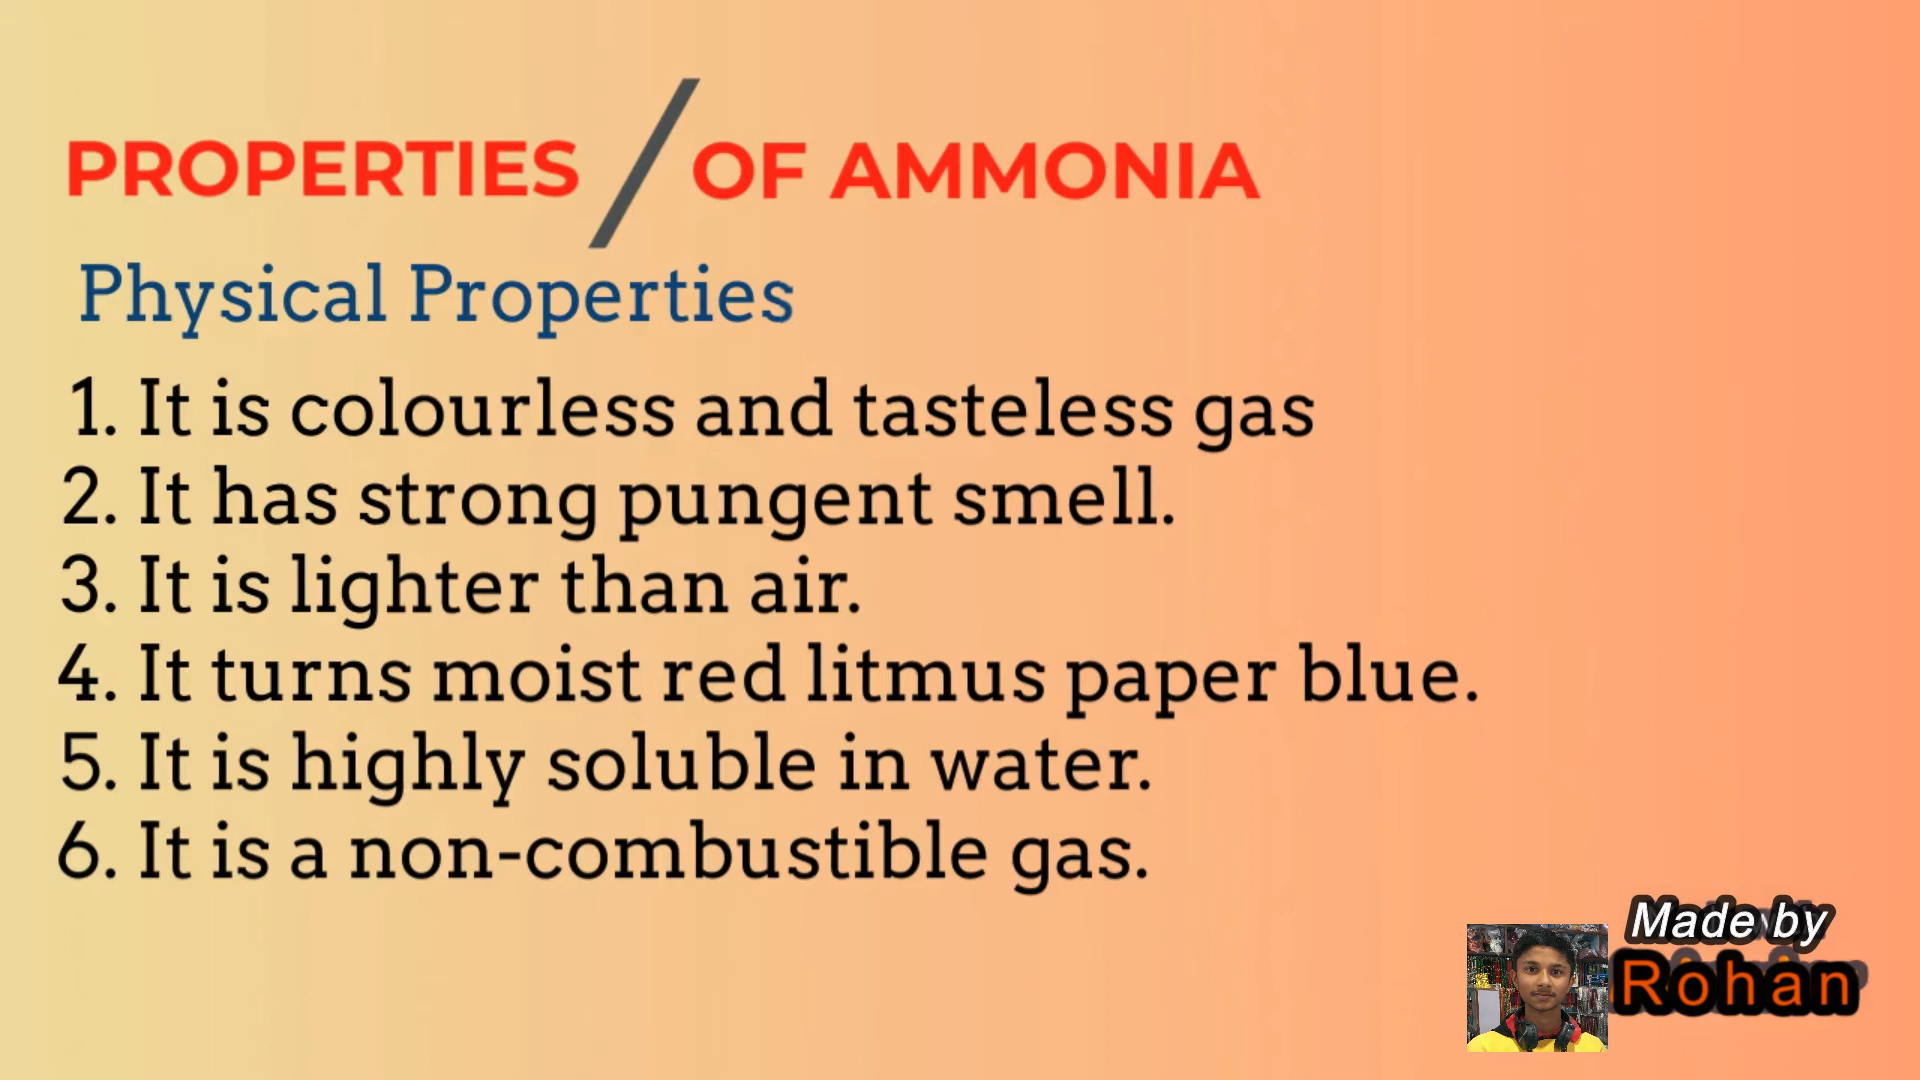 PROPERTIES / OF AMMONIA
Physical Properties
1. It is colourless and tasteless gas
2. It has strong pungent smell.
3. It is lighter than air.
4. It turns moist red litmus paper blue.
5. It is highly soluble in water.
6. It is a non-combustible gas.
Made by
Rohan